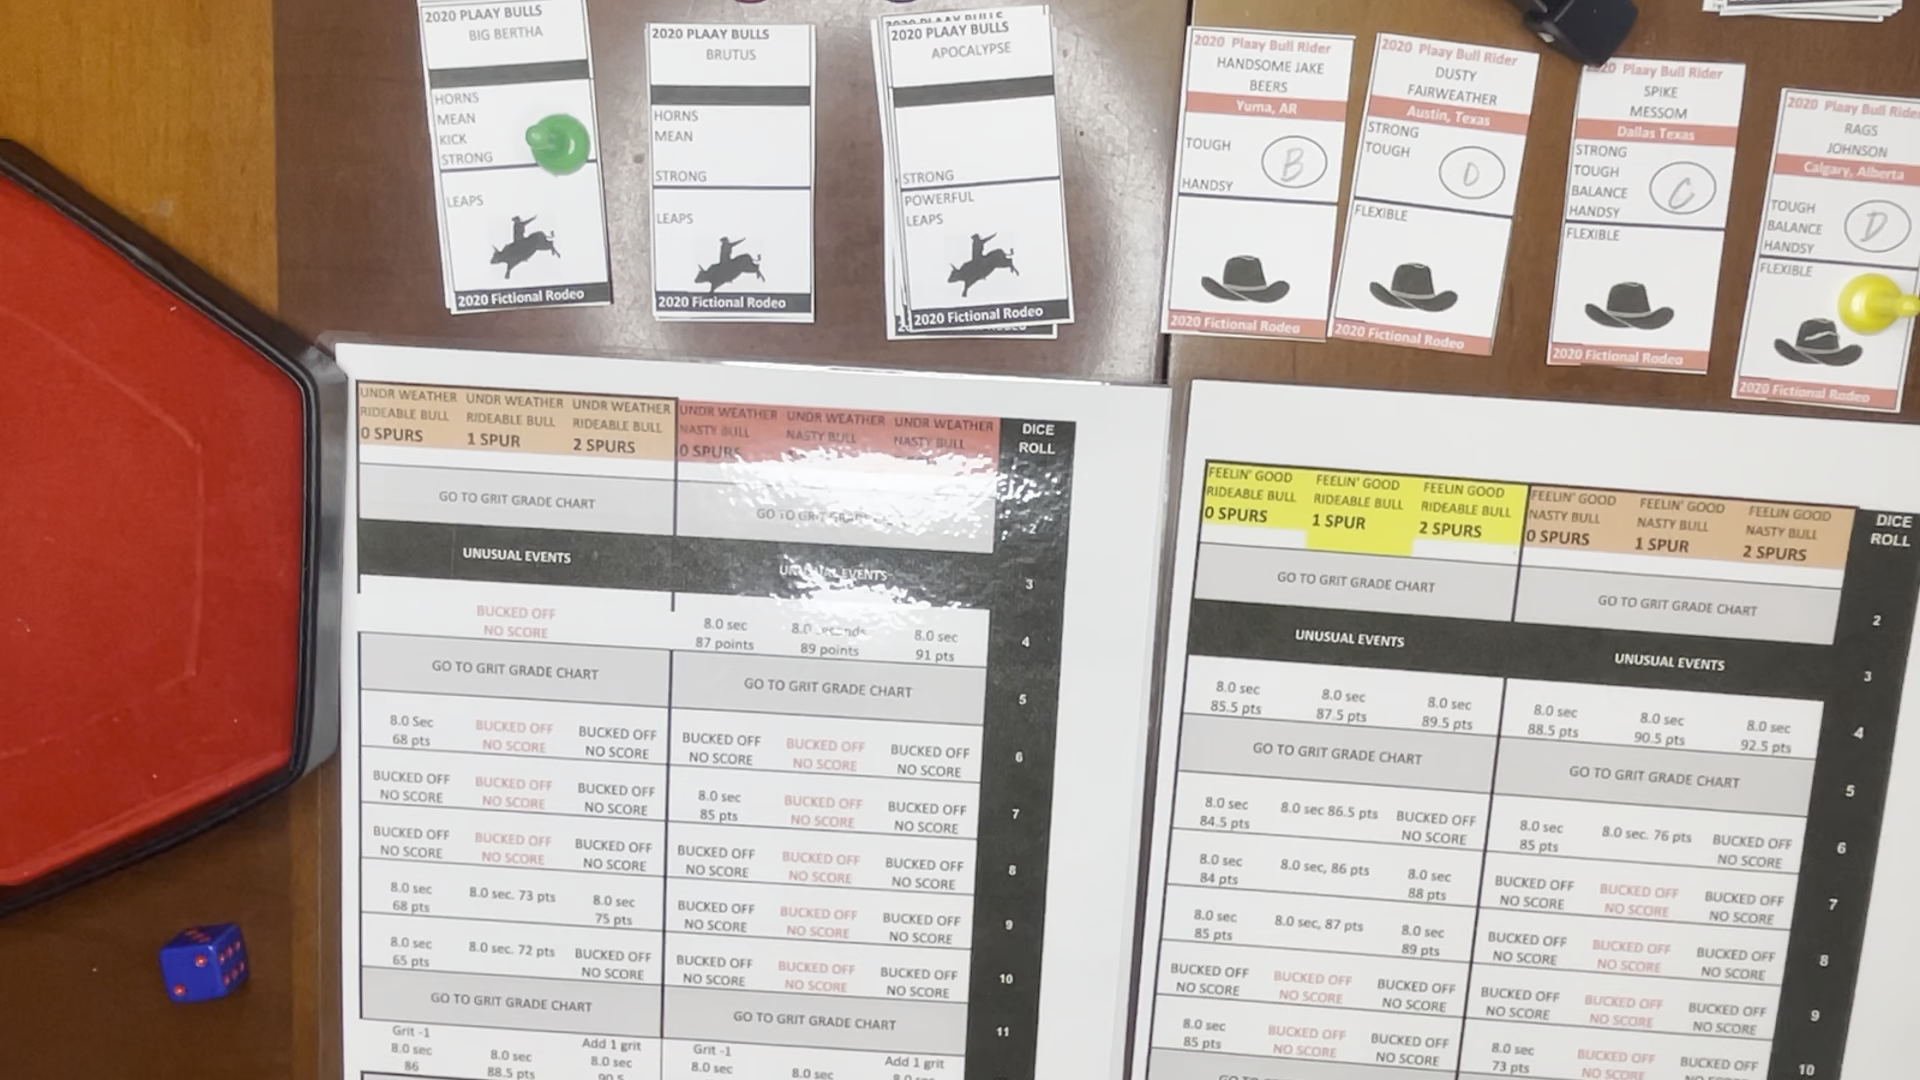 2020 PLAAY BULLS
BIG BERTHA
HORNS
MEAN
KICK
STRONG
LEAPS
2020 Fictional Rodeo
2020 PLAAY BULLS
BRUTUS
HORNS
MEAN
STRONG
LEAPS
2020 Fictional Rodeo
2020 PLAAY BULLS
2020 PLAAY BULLS
APOCALYPSE
STRONG
POWERFUL
LEAPS
2020 Fictional Rodeo
2020 Plaay Bull Rider
HANDSOME JAKE
BEERS
Yuma, AR
TOUGH
B
HANDSY
2020 Fictional Rodeo
2020 Plaay Bull Rider
DUSTY
FAIRWEATHER
Austin, Texas
STRONG
TOUGH
D
FLEXIBLE
2020 Fictional Rodeo
2020 Plaay Bull Rider
SPIKE
MESSOM
Dallas Texas
STRONG
TOUGH
BALANCE
C
HANDSY
FLEXIBLE
2020 Fictional Rodeo
2020 Plaay Bull Rider
RAGS
JOHNSON
Calgary, Alberta
TOUGH
BALANCE
D
HANDSY
FLEXIBLE
2020 Fictional Rodeo
UNDR WEATHER UNDR WEATHER UNDR WEATHER UNDR WEATHER UNDR WEATHER UNDR WEATHER DICE
RIDEABLE BULL RIDEABLE BULL RIDEABLE BULL NASTY BULL NASTY BULL NASTY BULL ROLL
0 SPURS 1 SPUR 2 SPURS 0 SPURS
GO TO GRIT GRADE CHART GO TO GRIT GRADE 2
UNUSUAL EVENTS UNUSUAL EVENTS 3
BUCKED OFF 8.0 sec 8.0 seconds 8.0 sec 4
NO SCORE 87 points 89 points 91 pts
GO TO GRIT GRADE CHART GO TO GRIT GRADE CHART 5
8.0 Sec BUCKED OFF BUCKED OFF BUCKED OFF BUCKED OFF BUCKED OFF 6
68 pts NO SCORE NO SCORE NO SCORE NO SCORE NO SCORE
BUCKED OFF BUCKED OFF BUCKED OFF 8.0 sec BUCKED OFF BUCKED OFF 7
NO SCORE NO SCORE NO SCORE 85 pts NO SCORE NO SCORE
BUCKED OFF BUCKED OFF BUCKED OFF BUCKED OFF BUCKED OFF BUCKED OFF 8
NO SCORE NO SCORE NO SCORE NO SCORE NO SCORE NO SCORE
8.0 sec 8.0 sec. 73 pts 8.0 sec BUCKED OFF BUCKED OFF BUCKED OFF 9
68 pts 75 pts NO SCORE NO SCORE NO SCORE
8.0 sec 8.0 sec. 72 pts BUCKED OFF BUCKED OFF BUCKED OFF BUCKED OFF 10
65 pts NO SCORE NO SCORE NO SCORE NO SCORE
GO TO GRIT GRADE CHART GO TO GRIT GRADE CHART 11
Grit -1 Add 1 grit Grit -1 Add 1 grit
8.0 sec 8.0 sec 8.0 sec 8.0 sec 8.0 sec
86 88.5 pts
FEELIN' GOOD FEELIN' GOOD FEELIN GOOD FEELIN' GOOD FEELIN' GOOD FEELIN GOOD DICE
RIDEABLE BULL RIDEABLE BULL RIDEABLE BULL NASTY BULL NASTY BULL NASTY BULL ROLL
0 SPURS 1 SPUR 2 SPURS 0 SPURS 1 SPUR 2 SPURS
GO TO GRIT GRADE CHART GO TO GRIT GRADE CHART 2
UNUSUAL EVENTS UNUSUAL EVENTS 3
8.0 sec 8.0 sec 8.0 sec 8.0 sec 8.0 sec 8.0 sec 4
85.5 pts 87.5 pts 89.5 pts 88.5 pts 90.5 pts 92.5 pts
GO TO GRIT GRADE CHART GO TO GRIT GRADE CHART 5
8.0 sec 8.0 sec 86.5 pts BUCKED OFF 8.0 sec 8.0 sec. 76 pts BUCKED OFF 6
84.5 pts NO SCORE 85 pts NO SCORE
8.0 sec 8.0 sec, 86 pts 8.0 sec BUCKED OFF BUCKED OFF BUCKED OFF 7
84 pts 88 pts NO SCORE NO SCORE NO SCORE
8.0 sec 8.0 sec, 87 pts 8.0 sec BUCKED OFF BUCKED OFF BUCKED OFF 8
85 pts 89 pts NO SCORE NO SCORE NO SCORE
BUCKED OFF BUCKED OFF BUCKED OFF BUCKED OFF BUCKED OFF BUCKED OFF 9
NO SCORE NO SCORE NO SCORE NO SCORE NO SCORE NO SCORE
8.0 sec BUCKED OFF BUCKED OFF 8.0 sec BUCKED OFF BUCKED OFF 10
85 pts NO SCORE NO SCORE 73 pts